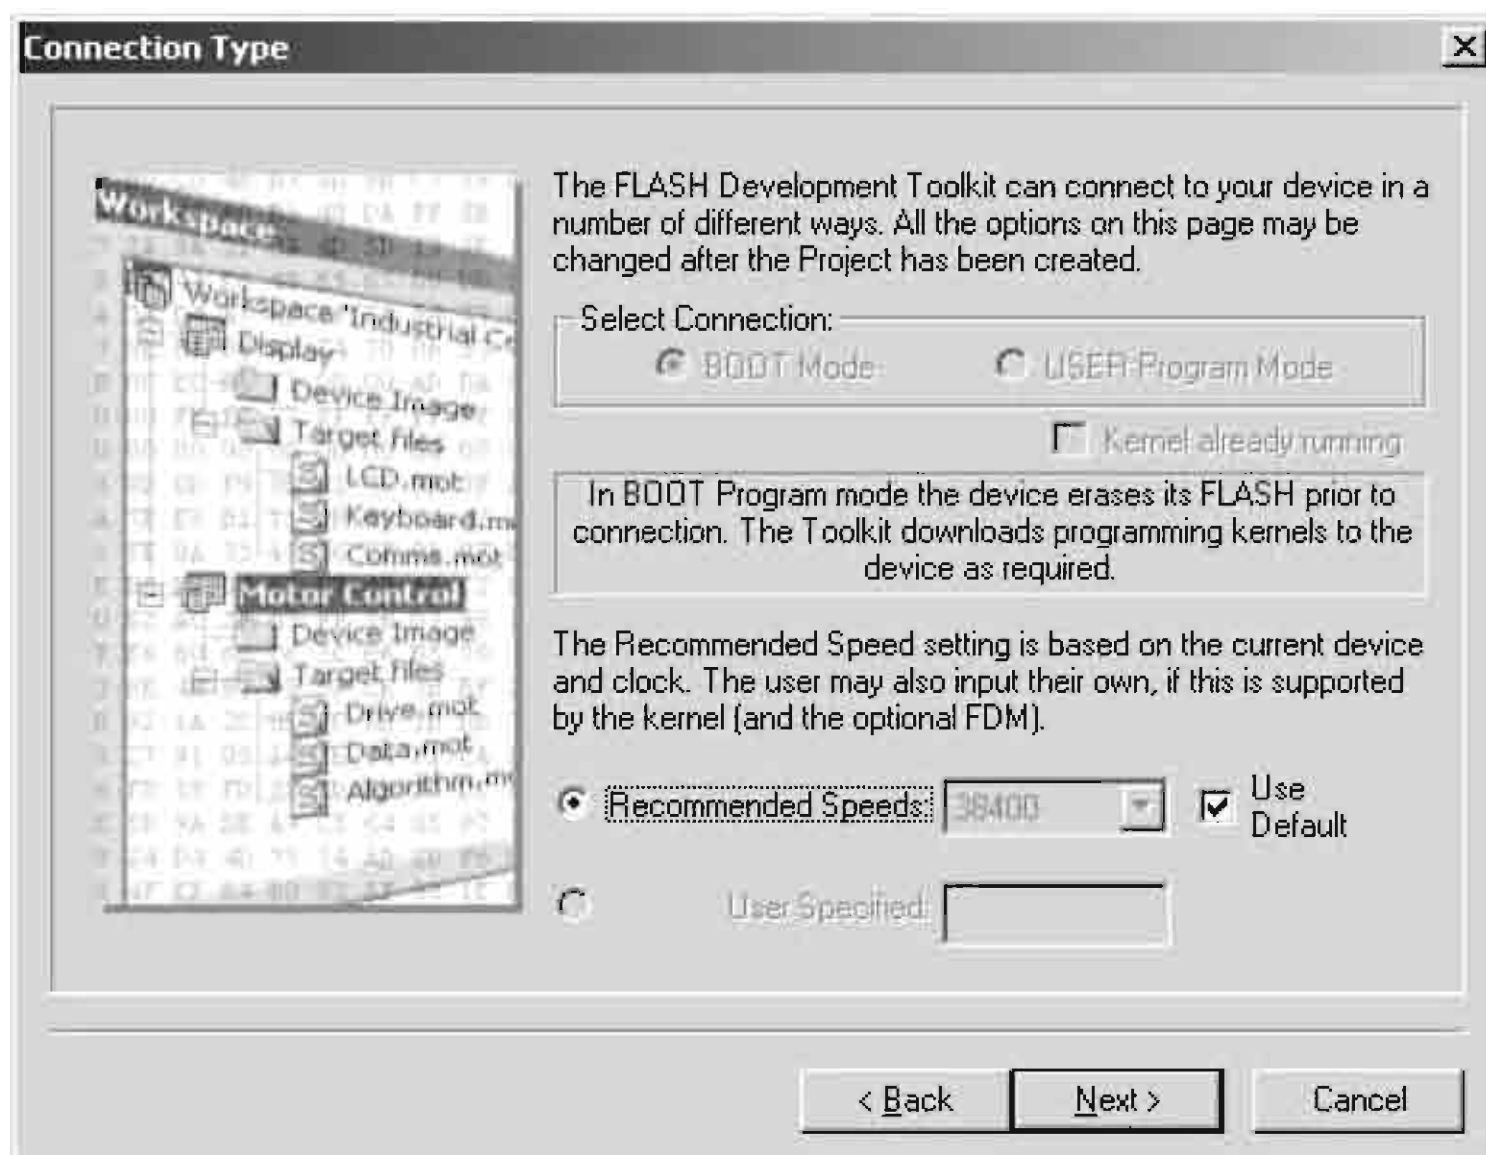 Connection Type
Workspace
Workspace 'Industrial Co
Display
Device Image
Target files
LCD.mot
Keyboard.mo
Comms.mot
Motor Control
Device Image
Target files
Drive.mot
Data.mot
Algorithm.mo
The FLASH Development Toolkit can connect to your device in a
number of different ways. All the options on this page may be
changed after the Project has been created.
Select Connection:
BOOT Mode
USER Program Mode
Kernel already running
In BOOT Program mode the device erases its FLASH prior to
connection. The Toolkit downloads programming kernels to the
device as required.
The Recommended Speed setting is based on the current device
and clock. The user may also input their own, if this is supported
by the kernel (and the optional FDM).
Recommended Speeds: 38400
Use
Default
User Specified:
< Back
Next >
Cancel